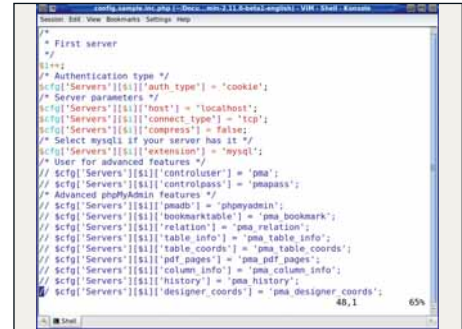 config.sample.inc.php (~/Docu...min-2.11.0-beta1-english) - VIM - Shell - Konsole
Session Edit View Bookmarks Settings Help
/*
 * First server
 */
$i++;
/* Authentication type */
$cfg['Servers'][$i]['auth_type'] = 'cookie';
/* Server parameters */
$cfg['Servers'][$i]['host'] = 'localhost';
$cfg['Servers'][$i]['connect_type'] = 'tcp';
$cfg['Servers'][$i]['compress'] = false;
/* Select mysqli if your server has it */
$cfg['Servers'][$i]['extension'] = 'mysql';
/* User for advanced features */
// $cfg['Servers'][$i]['controluser'] = 'pma';
// $cfg['Servers'][$i]['controlpass'] = 'pmapass';
/* Advanced phpMyAdmin features */
// $cfg['Servers'][$i]['pmadb'] = 'phpmyadmin';
// $cfg['Servers'][$i]['bookmarktable'] = 'pma_bookmark';
// $cfg['Servers'][$i]['relation'] = 'pma_relation';
// $cfg['Servers'][$i]['table_info'] = 'pma_table_info';
// $cfg['Servers'][$i]['table_coords'] = 'pma_table_coords';
// $cfg['Servers'][$i]['pdf_pages'] = 'pma_pdf_pages';
// $cfg['Servers'][$i]['column_info'] = 'pma_column_info';
// $cfg['Servers'][$i]['history'] = 'pma_history';
// $cfg['Servers'][$i]['designer_coords'] = 'pma_designer_coords';
48,1 65%
Shell